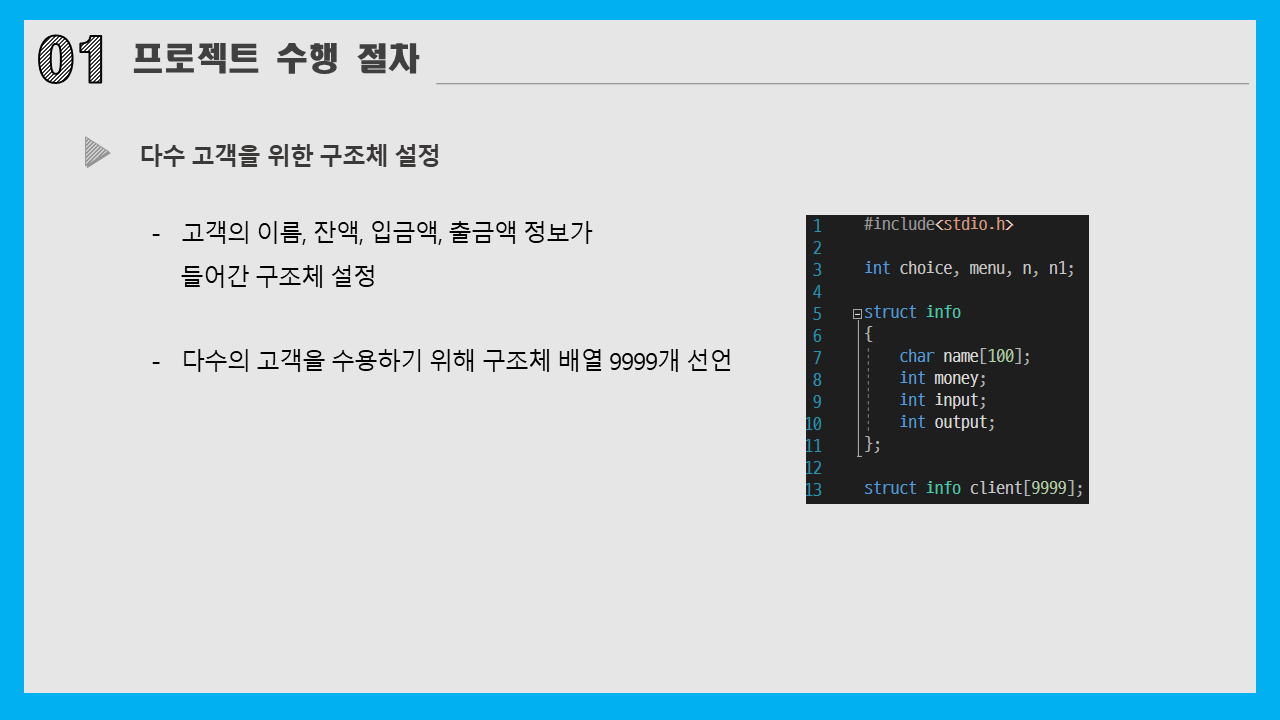 01 프로젝트 수행 절차
다수 고객을 위한 구조체 설정
- 고객의 이름, 잔액, 입금액, 출금액 정보가
들어간 구조체 설정
- 다수의 고객을 수용하기 위해 구조체 배열 9999개 선언
1 #include<stdio.h>
2
3 int choice, menu, n, n1;
4
5 struct info
6 {
7 char name[100];
8 int money;
9 int input;
10 int output;
11 };
12
13 struct info client[9999];